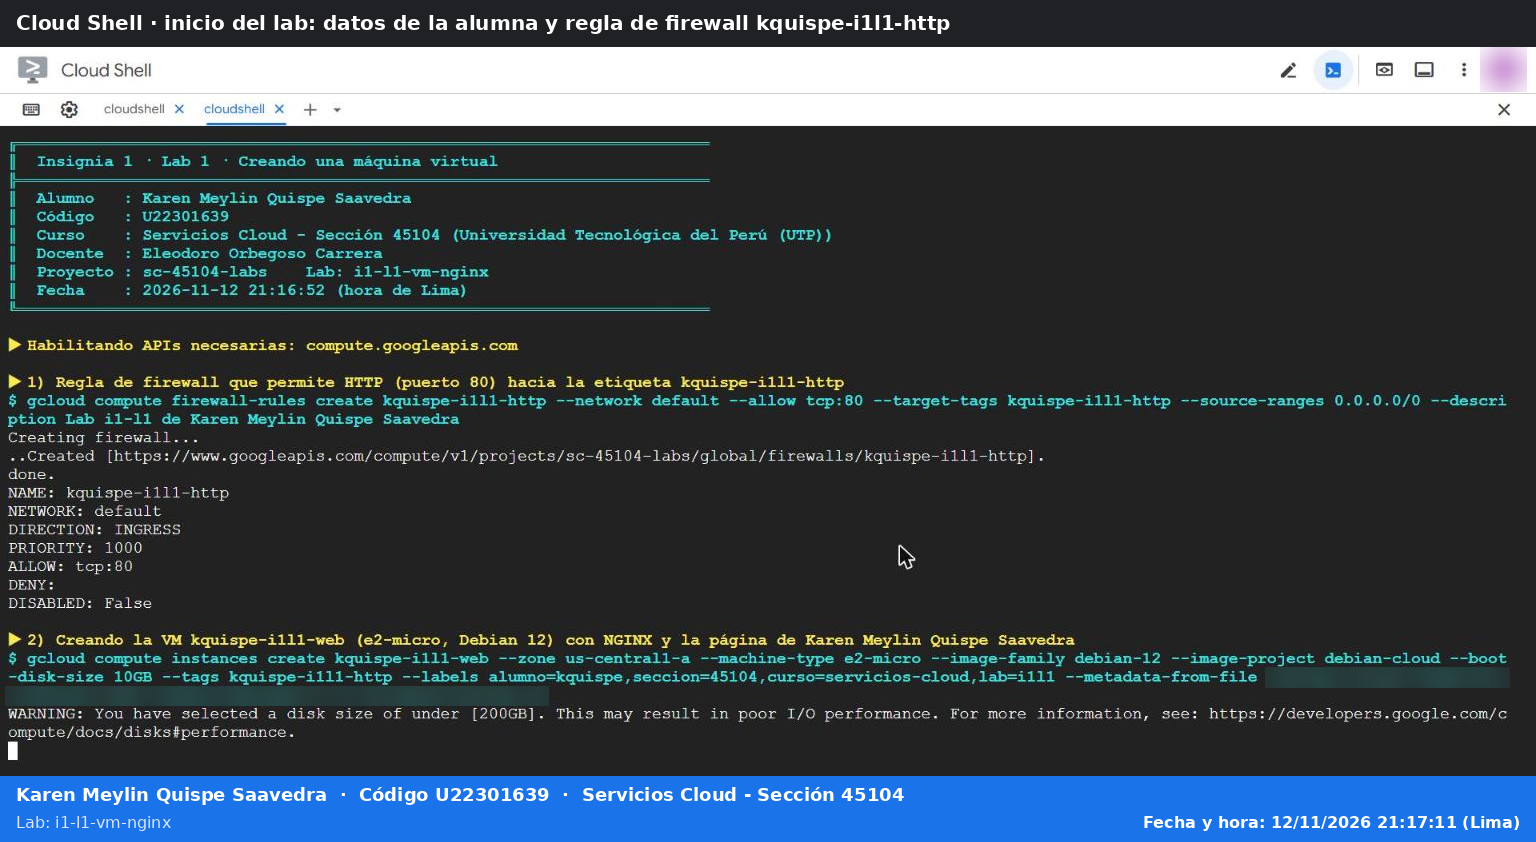 Cloud Shell · inicio del lab: datos de la alumna y regla de firewall kquispe-i1l1-http
Cloud Shell
cloudshell
cloudshell
Insignia 1 · Lab 1 · Creando una máquina virtual
Alumno : Karen Meylin Quispe Saavedra
Código : U22301639
Curso : Servicios Cloud - Sección 45104 (Universidad Tecnológica del Perú (UTP))
Docente : Eleodoro Orbegoso Carrera
Proyecto : sc-45104-labs Lab: i1-l1-vm-nginx
Fecha : 2026-11-12 21:16:52 (hora de Lima)
▶ Habilitando APIs necesarias: compute.googleapis.com
▶ 1) Regla de firewall que permite HTTP (puerto 80) hacia la etiqueta kquispe-i1l1-http
$ gcloud compute firewall-rules create kquispe-i1l1-http --network default --allow tcp:80 --target-tags kquispe-i1l1-http --source-ranges 0.0.0.0/0 --descri
ption Lab i1-l1 de Karen Meylin Quispe Saavedra
Creating firewall...
..Created [https://www.googleapis.com/compute/v1/projects/sc-45104-labs/global/firewalls/kquispe-i1l1-http].
done.
NAME: kquispe-i1l1-http
NETWORK: default
DIRECTION: INGRESS
PRIORITY: 1000
ALLOW: tcp:80
DENY:
DISABLED: False
▶ 2) Creando la VM kquispe-i1l1-web (e2-micro, Debian 12) con NGINX y la página de Karen Meylin Quispe Saavedra
$ gcloud compute instances create kquispe-i1l1-web --zone us-central1-a --machine-type e2-micro --image-family debian-12 --image-project debian-cloud --boot
-disk-size 10GB --tags kquispe-i1l1-http --labels alumno=kquispe,seccion=45104,curso=servicios-cloud,lab=i1l1 --metadata-from-file
WARNING: You have selected a disk size of under [200GB]. This may result in poor I/O performance. For more information, see: https://developers.google.com/c
ompute/docs/disks#performance.
Karen Meylin Quispe Saavedra · Código U22301639 · Servicios Cloud - Sección 45104
Lab: i1-l1-vm-nginx
Fecha y hora: 12/11/2026 21:17:11 (Lima)